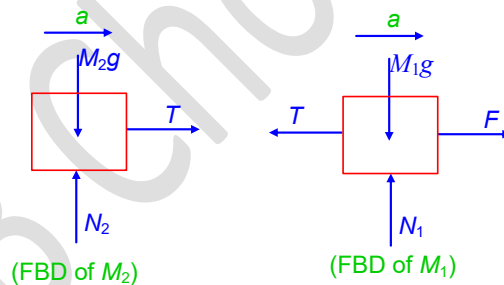 a
M₂g
T
N₂
(FBD of M₂)
a
M₁g
T
F
N₁
(FBD of M₁)